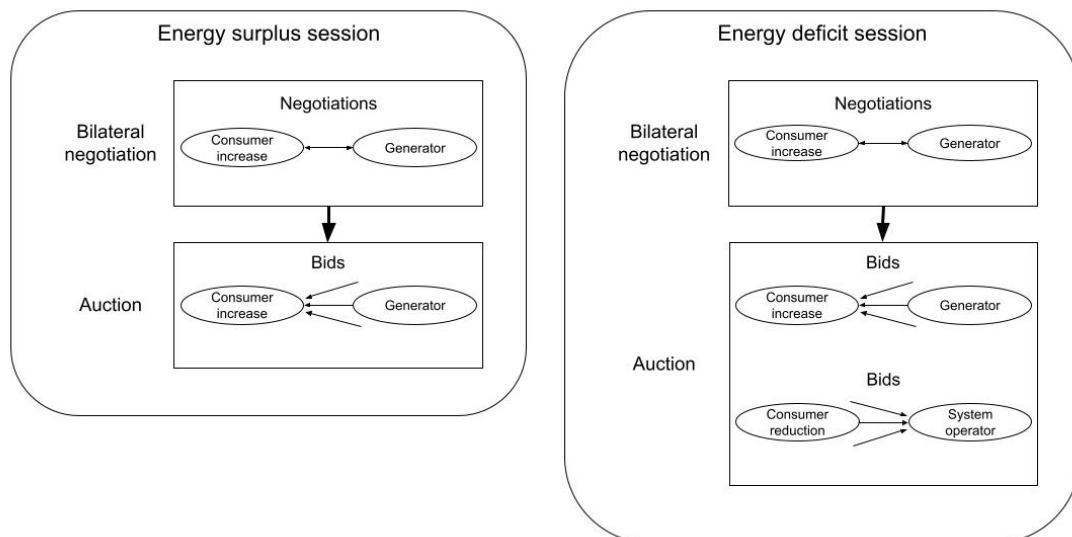 Energy surplus session
Bilateral
negotiation
Negotiations
Consumer
increase
Generator
Auction
Bids
Consumer
increase
Generator
Energy deficit session
Bilateral
negotiation
Negotiations
Consumer
increase
Generator
Auction
Bids
Consumer
increase
Generator
Bids
Consumer
reduction
System
operator